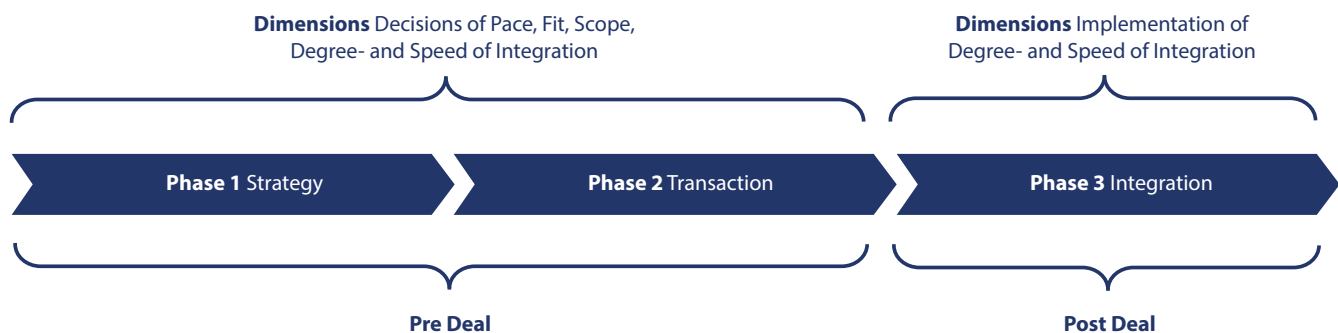 Dimensions Decisions of Pace, Fit, Scope,
Degree- and Speed of Integration
Dimensions Implementation of
Degree- and Speed of Integration
Phase 1 Strategy
Phase 2 Transaction
Phase 3 Integration
Pre Deal
Post Deal